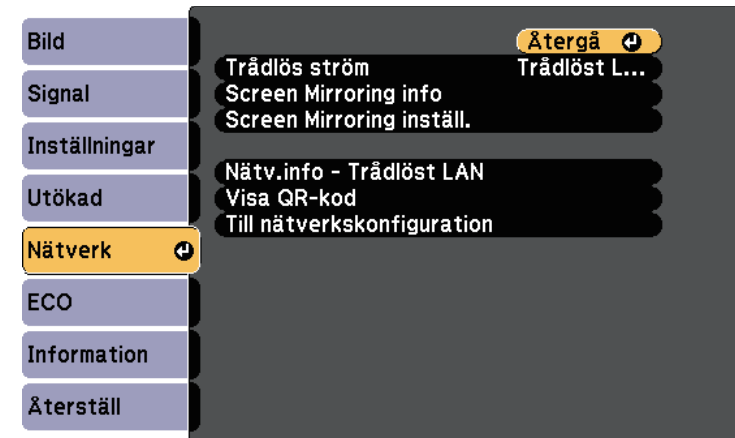 Bild
Signal
Inställningar
Utökad
Nätverk
ECO
Information
Återställ
Återgå
Trådlös ström Trådlöst L...
Screen Mirroring info
Screen Mirroring inställ.
Nätv.info - Trådlöst LAN
Visa QR-kod
Till nätverkskonfiguration